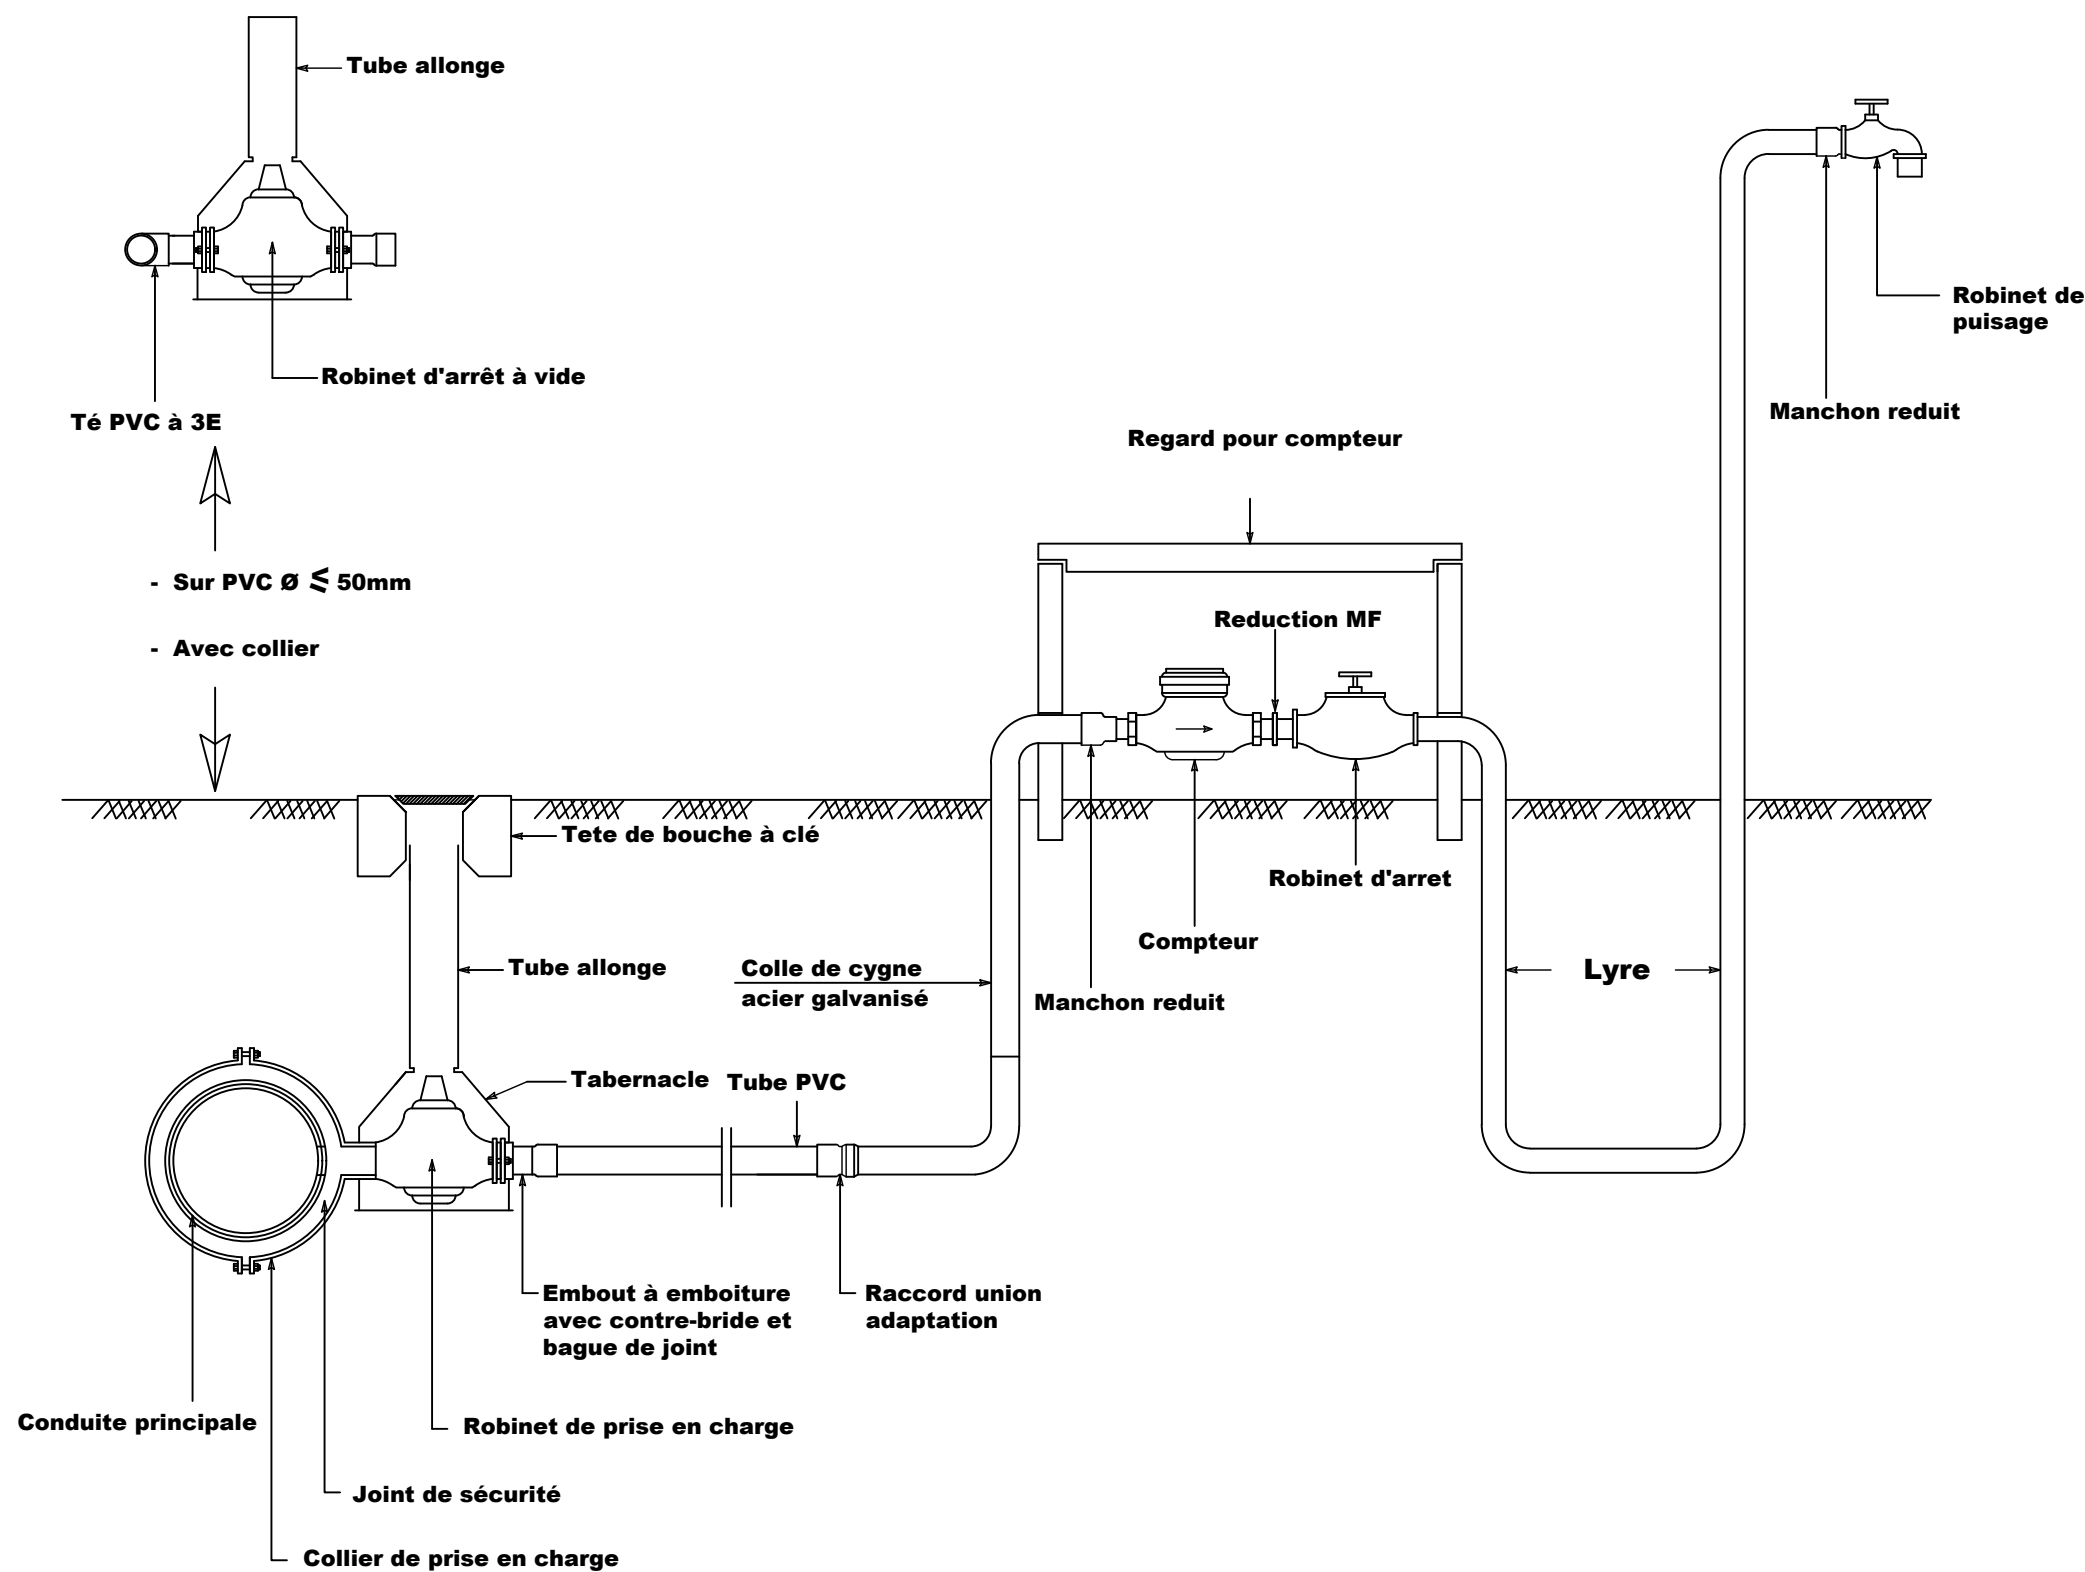 Tube allonge
Robinet d'arrêt à vide
Té PVC à 3E
- Sur PVC Ø ≤ 50mm
- Avec collier
Robinet de
puisage
Manchon reduit
Regard pour compteur
Reduction MF
Tete de bouche à clé
Robinet d'arret
Compteur
Tube allonge
Colle de cygne
acier galvanisé
Manchon reduit
Lyre
Tabernacle
Tube PVC
Embout à emboiture
avec contre-bride et
bague de joint
Raccord union
adaptation
Conduite principale
Robinet de prise en charge
Joint de sécurité
Collier de prise en charge